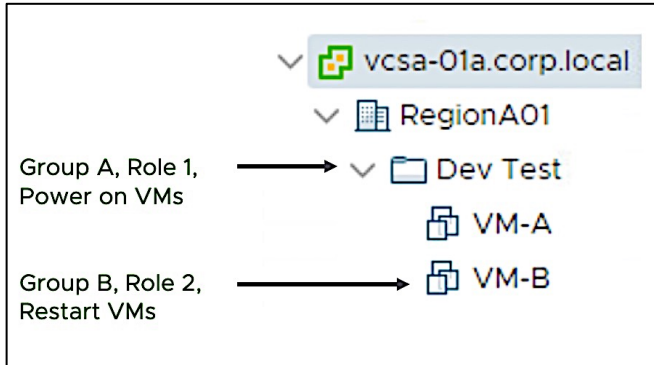 vcsa-01a.corp.local
RegionA01
Group A, Role 1,
Power on VMs
Dev Test
VM-A
Group B, Role 2,
Restart VMs
VM-B